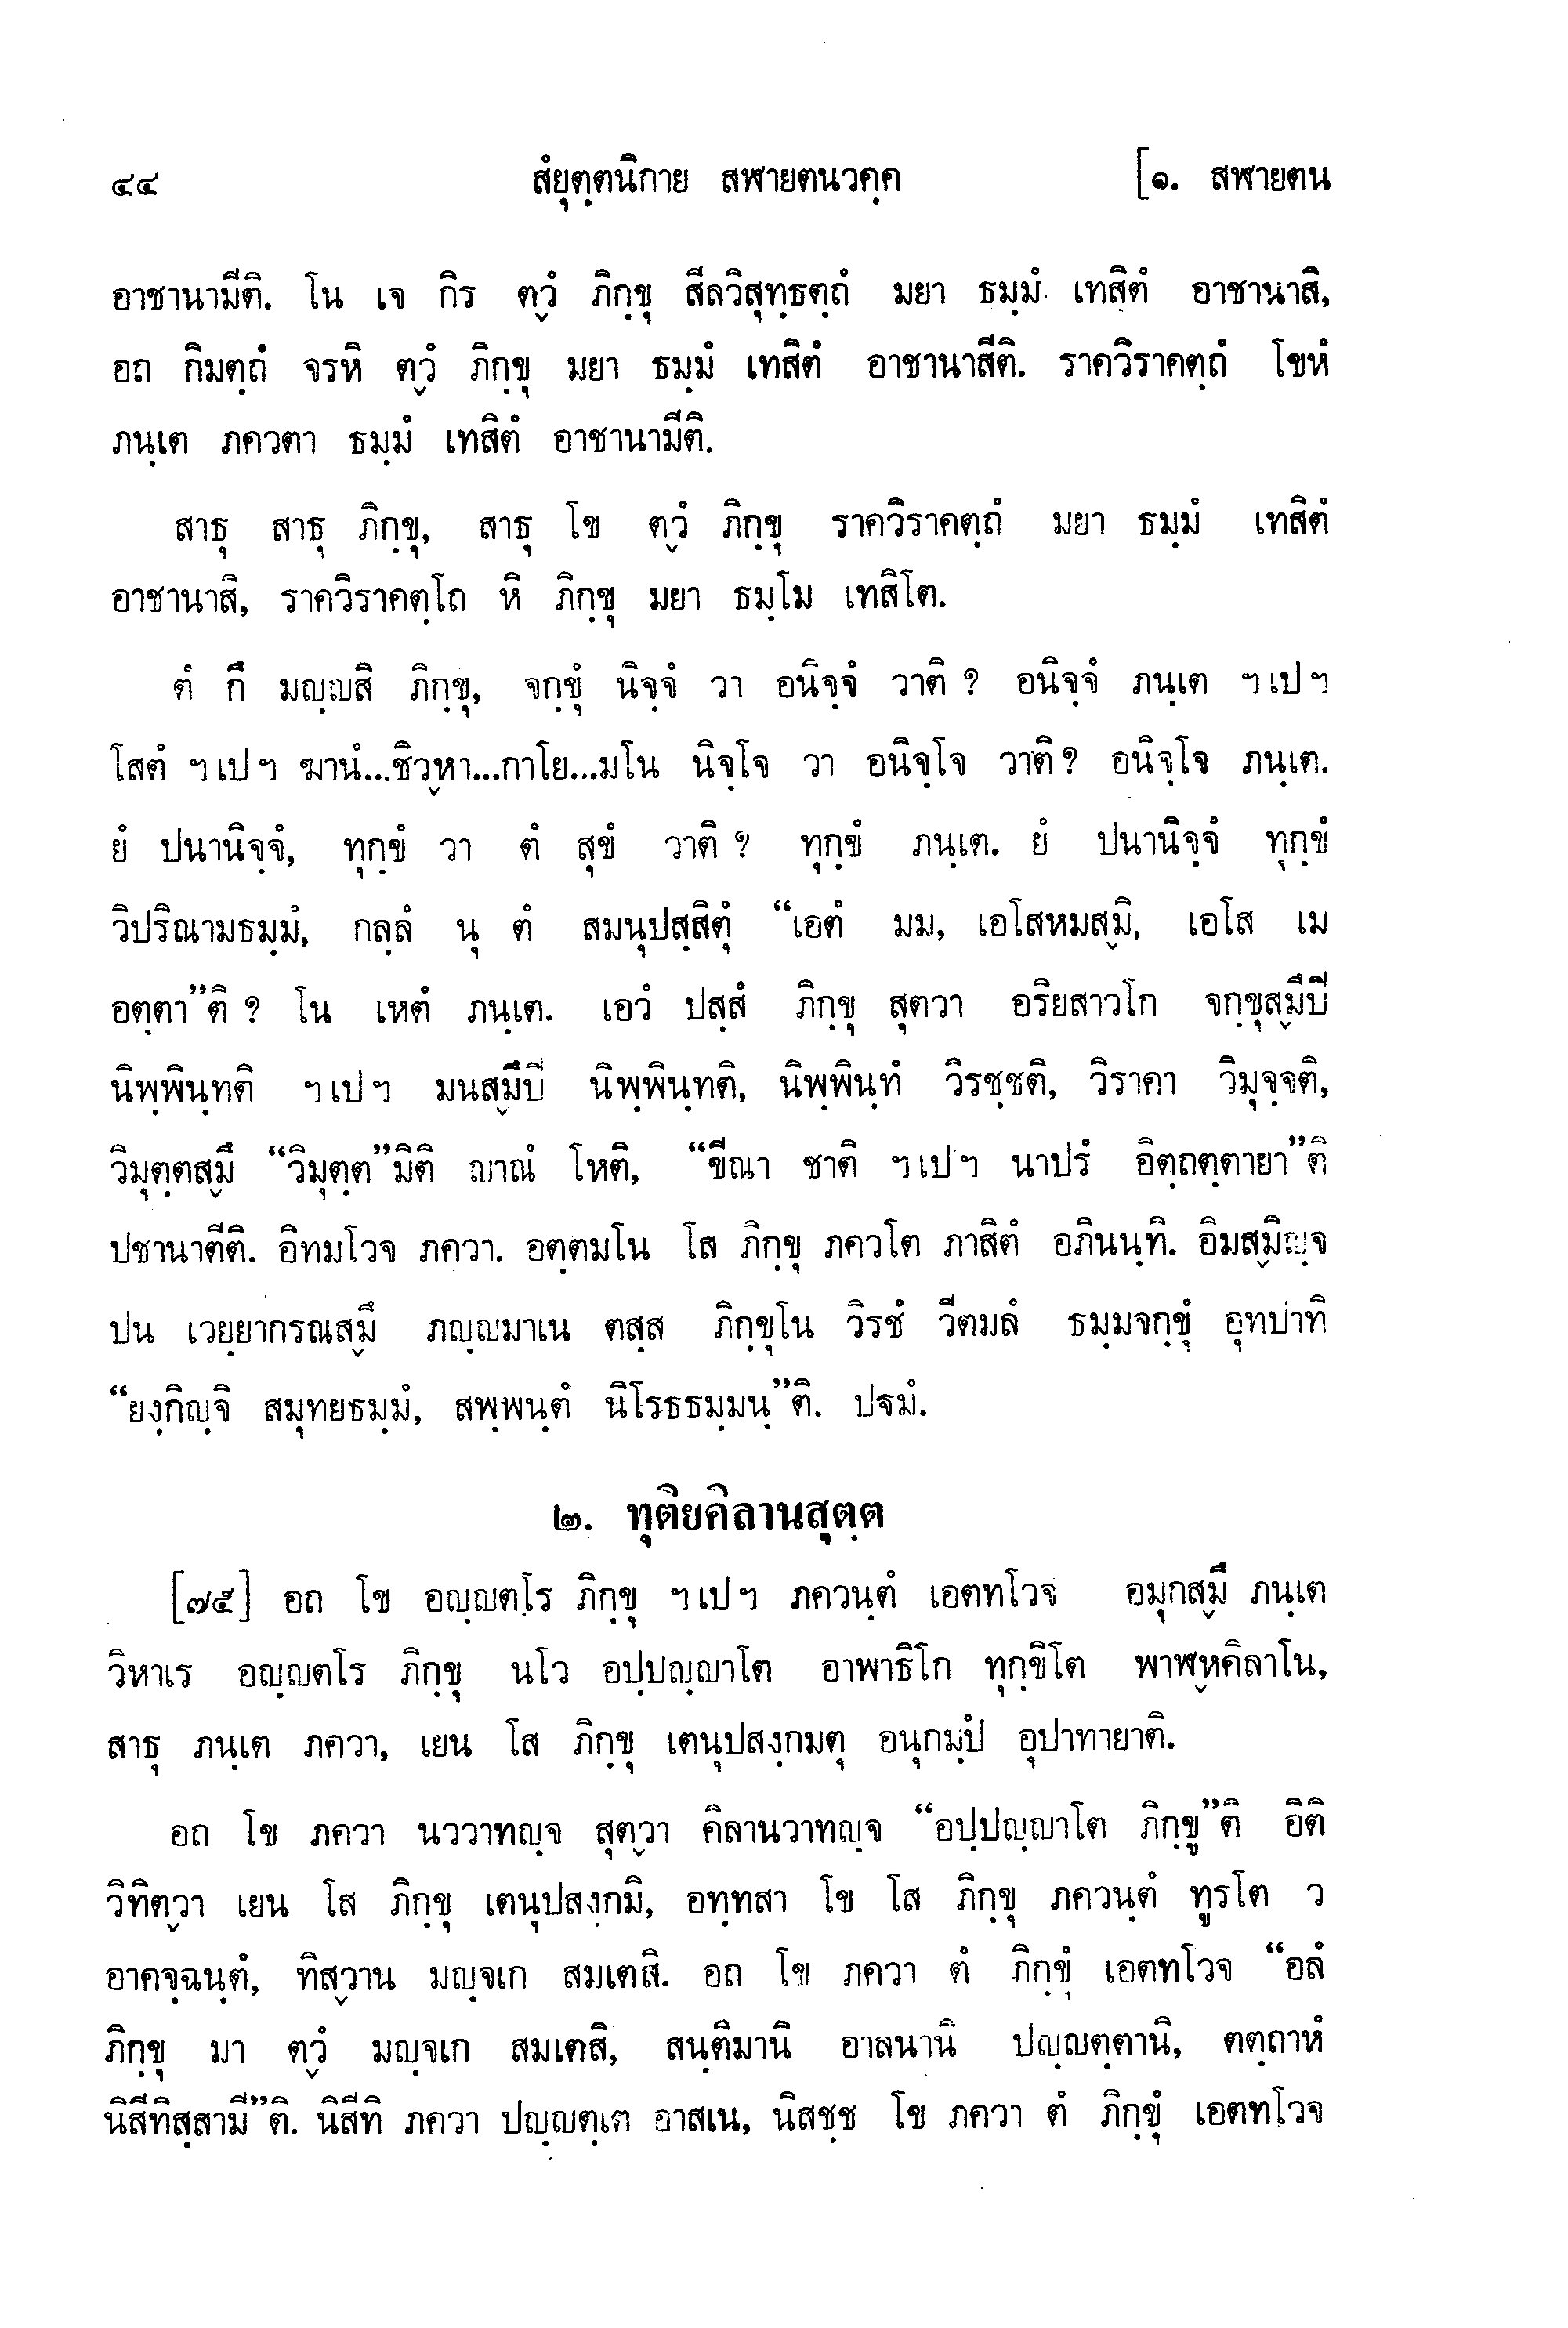 ๔๔ สํยุตฺตนิกาย สฬายตนวคฺค [๑. สฬายตน
อาชานามีติ. โน เจ กิร ตฺวํ ภิกฺขุ สีลวิสุทฺธตฺถํ มยา ธมฺมํ เทสิตํ อาชานาสิ,
อถ กิมตฺถํ จรหิ ตฺวํ ภิกฺขุ มยา ธมฺมํ เทสิตํ อาชานาสีติ. ราควิราคตฺถํ โขหํ
ภนฺเต ภควตา ธมฺมํ เทสิตํ อาชานามีติ.
สาธุ สาธุ ภิกฺขุ, สาธุ โข ตฺวํ ภิกฺขุ ราควิราคตฺถํ มยา ธมฺมํ เทสิตํ
อาชานาสิ, ราควิราคตฺโถ หิ ภิกฺขุ มยา ธมฺโม เทสิโต.
ตํ กึ มญฺญสิ ภิกฺขุ, จกฺขุํ นิจฺจํ วา อนิจฺจํ วาติ ? อนิจฺจํ ภนฺเต ฯเปฯ
โสตํ ฯเปฯ ฆานํ...ชิวฺหา...กาโย...มโน นิจฺโจ วา อนิจฺโจ วาติ? อนิจฺโจ ภนฺเต.
ยํ ปนานิจฺจํ, ทุกฺขํ วา ตํ สุขํ วาติ ? ทุกฺขํ ภนฺเต. ยํ ปนานิจฺจํ ทุกฺขํ
วิปริณามธมฺมํ, กลฺลํ นุ ตํ สมนุปสฺสิตุํ “เอตํ มม, เอโสหมสฺมิ, เอโส เม
อตฺตา”ติ ? โน เหตํ ภนฺเต. เอวํ ปสฺสํ ภิกฺขุ สุตวา อริยสาวโก จกฺขุสฺมึปี
นิพฺพินฺทติ ฯเปฯ มนสฺมึปี นิพฺพินฺทติ, นิพฺพินฺทํ วิรชฺชติ, วิราคา วิมุจฺจติ,
วิมุตฺตสฺมึ “วิมุตฺต”มิติ ญาณํ โหติ, “ขีณา ชาติ ฯเปฯ นาปรํ อิตฺถตฺตายา”ติ
ปชานาตีติ. อิทมโวจ ภควา. อตฺตมโน โส ภิกฺขุ ภควโต ภาสิตํ อภินนฺทิ. อิมสฺมิญฺจ
ปน เวยฺยากรณสฺมึ ภญฺญมาเน ตสฺส ภิกฺขุโน วิรชํ วีตมลํ ธมฺมจกฺขุํ อุทปาทิ
“ยงฺกิญฺจิ สมุทยธมฺมํ, สพฺพนฺตํ นิโรธธมฺมนฺ”ติ. ปฐมํ.
๒. ทุติยคิลานสุตฺต
[๗๕] อถ โข อญฺญตโร ภิกฺขุ ฯเปฯ ภควนฺตํ เอตทโวจ อมุกสฺมึ ภนฺเต
วิหาเร อญฺญตโร ภิกฺขุ นโว อปฺปญฺญาโต อาพาธิโก ทุกฺขิโต พาฬฺหคิลาโน,
สาธุ ภนฺเต ภควา, เยน โส ภิกฺขุ เตนุปสงฺกมตุ อนุกมฺปํ อุปาทายาติ.
อถ โข ภควา นววาทญฺจ สุตฺวา คิลานวาทญฺจ “อปฺปญฺญาโต ภิกฺขู”ติ อิติ
วิทิตฺวา เยน โส ภิกฺขุ เตนุปสงฺกมิ, อทฺทสา โข โส ภิกฺขุ ภควนฺตํ ทูรโต ว
อาคจฺฉนฺตํ, ทิสฺวาน มญฺจเก สมเตสิ. อถ โข ภควา ตํ ภิกฺขุํ เอตทโวจ “อลํ
ภิกฺขุ มา ตฺวํ มญฺจเก สมเตสิ, สนฺติมานิ อาสนานิ ปญฺญตฺตานิ, ตตฺถาหํ
นิสีทิสฺสามี”ติ. นิสีทิ ภควา ปญฺญตฺเต อาสเน, นิสชฺช โข ภควา ตํ ภิกฺขุํ เอตทโวจ